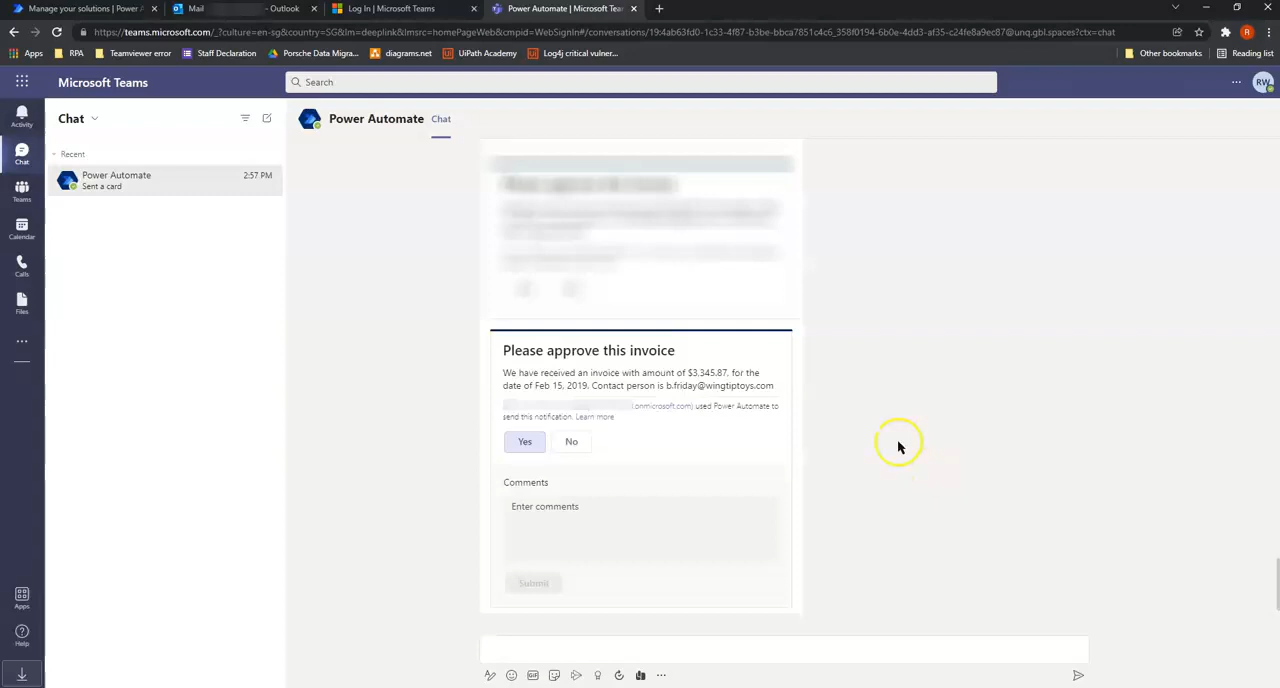 Manage your solutions | Power A
Mail
- Outlook
Log In | Microsoft Teams
Power Automate | Microsoft Tea
https://teams.microsoft.com/_?culture=en-sg&country=SG&lm=deeplink&lmsrc=homePageWeb&cmpid=WebSignIn#/conversations/19:4ab63fd0-1c33-4f87-b3be-bbca7851c4c6_358f0194-6b0e-4dd3-af35-c24fe8a9ec87@unq.gbl.spaces?ctx=chat
Apps
RPA
Teamviewer error
Staff Declaration
Porsche Data Migra...
diagrams.net
UiPath Academy
Log4j critical vulner...
Other bookmarks
Reading list
R
Microsoft Teams
Search
RW
Activity
Chat
Teams
Calendar
Calls
Files
Apps
Help
Chat
Recent
Power Automate
2:57 PM
Sent a card
Power Automate
Chat
Please approve this invoice
We have received an invoice with amount of $3,345.87, for the
date of Feb 15, 2019. Contact person is b.friday@wingtiptoys.com
.onmicrosoft.com) used Power Automate to
send this notification. Learn more
Yes
No
Comments
Enter comments
Submit
GIF